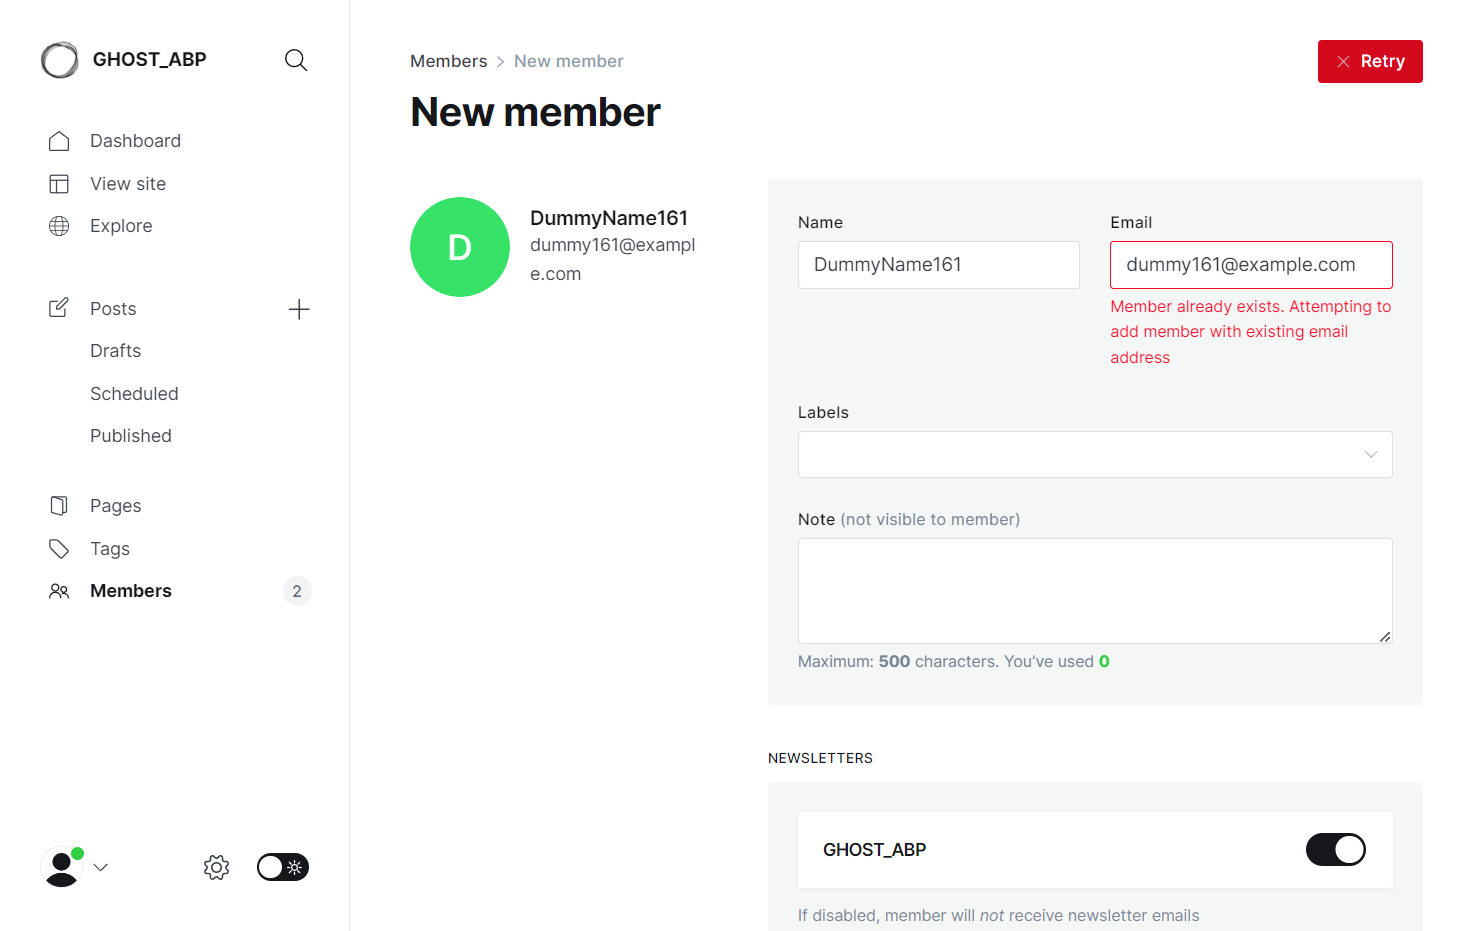 GHOST_ABP
Dashboard
View site
Explore
Posts
Drafts
Scheduled
Published
Pages
Tags
Members 2
Members > New member
Retry
New member
D
DummyName161
dummy161@exampl
e.com
Name
DummyName161
Email
dummy161@example.com
Member already exists. Attempting to
add member with existing email
address
Labels
Note (not visible to member)
Maximum: 500 characters. You’ve used 0
NEWSLETTERS
GHOST_ABP
If disabled, member will not receive newsletter emails